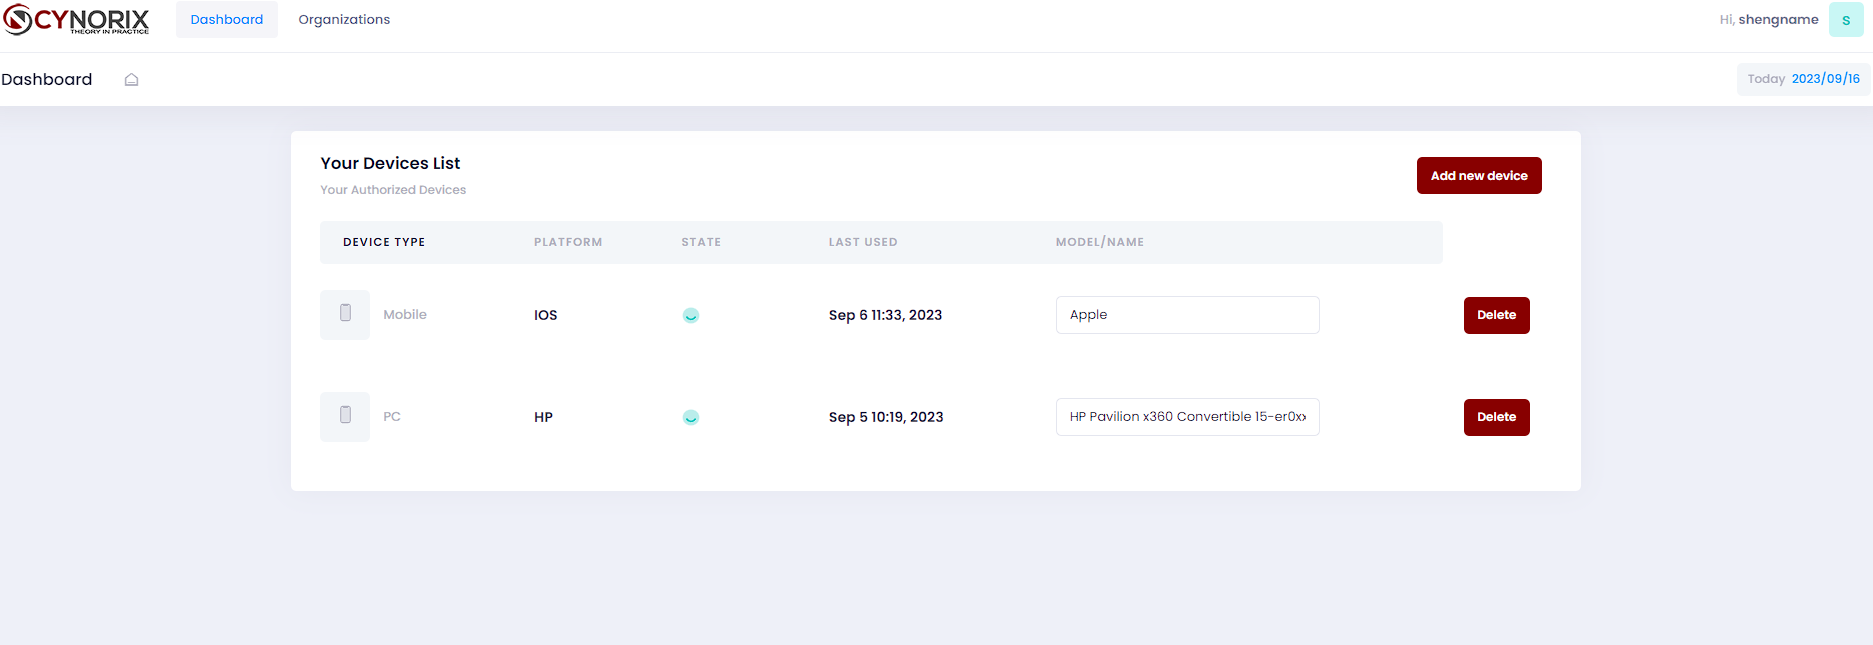 CYNORIX
THEORY IN PRACTICE
Dashboard
Organizations
Hi, shengname
S
Dashboard
Today 2023/09/16
Your Devices List
Your Authorized Devices
Add new device
DEVICE TYPE PLATFORM STATE LAST USED MODEL/NAME
Mobile IOS Sep 6 11:33, 2023 Apple Delete
PC HP Sep 5 10:19, 2023 HP Pavilion x360 Convertible 15-er0xx Delete